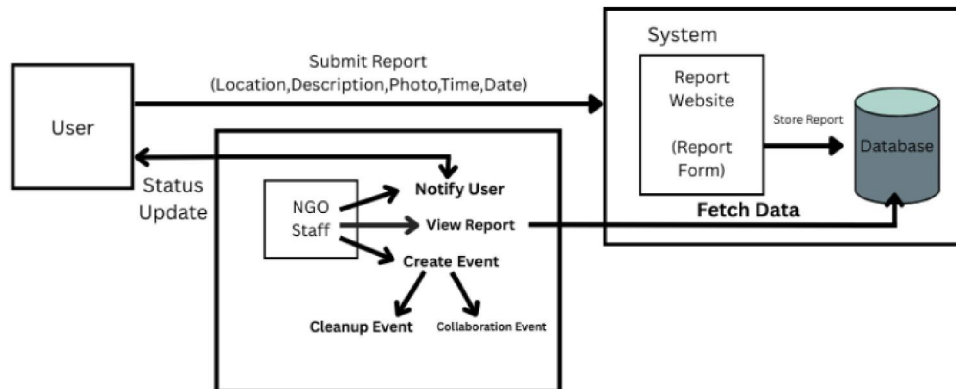 System
Submit Report
(Location,Description,Photo,Time,Date)
User
Report
Website
(Report
Form)
Store Report
Database
Status
Update
Notify User
NGO
Staff
View Report
Fetch Data
Create Event
Cleanup Event
Collaboration Event